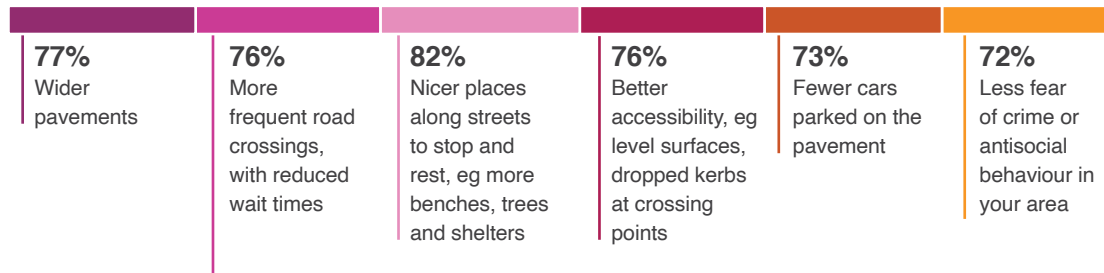 77%
Wider
pavements
76%
More
frequent road
crossings,
with reduced
wait times
82%
Nicer places
along streets
to stop and
rest, eg more
benches, trees
and shelters
76%
Better
accessibility, eg
level surfaces,
dropped kerbs
at crossing
points
73%
Fewer cars
parked on the
pavement
72%
Less fear
of crime or
antisocial
behaviour in
your area